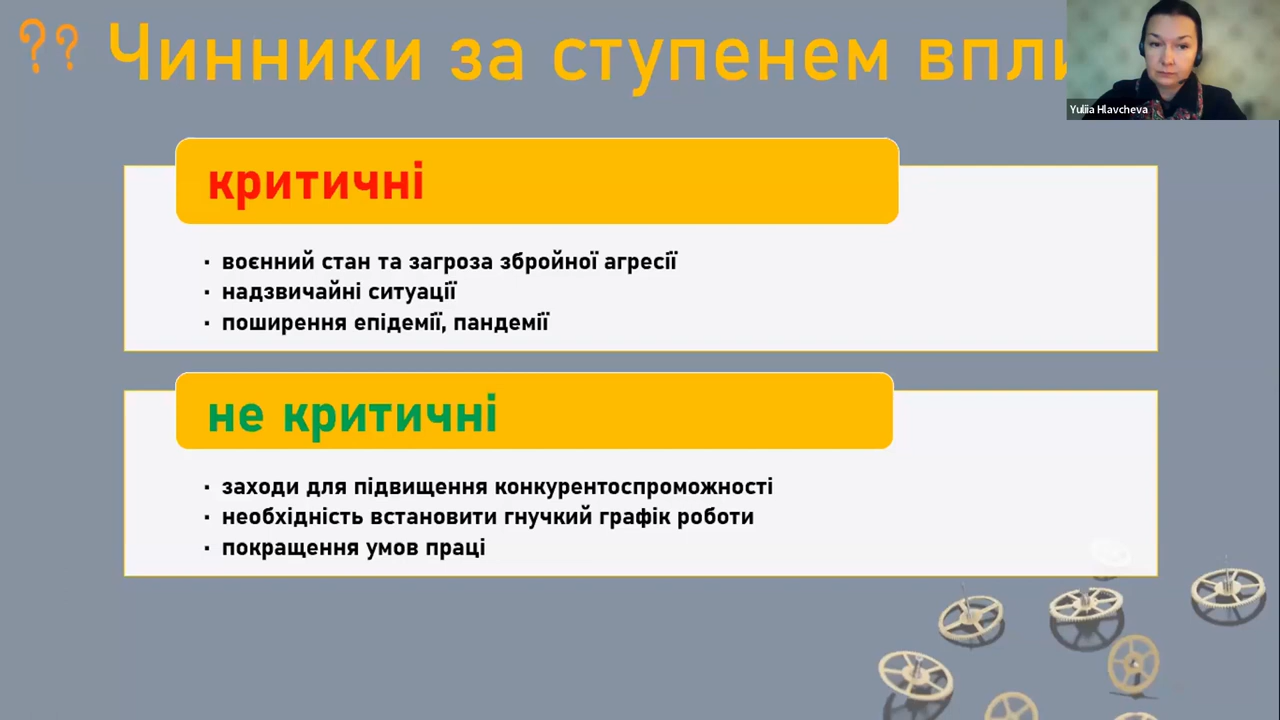 ?? Чинники за ступенем
Yuliia Hlavcheva
критичні
· воєнний стан та загроза збройної агресії
· надзвичайні ситуації
· поширення епідемії, пандемії
не критичні
· заходи для підвищення конкурентоспроможності
· необхідність встановити гнучкий графік роботи
· покращення умов праці